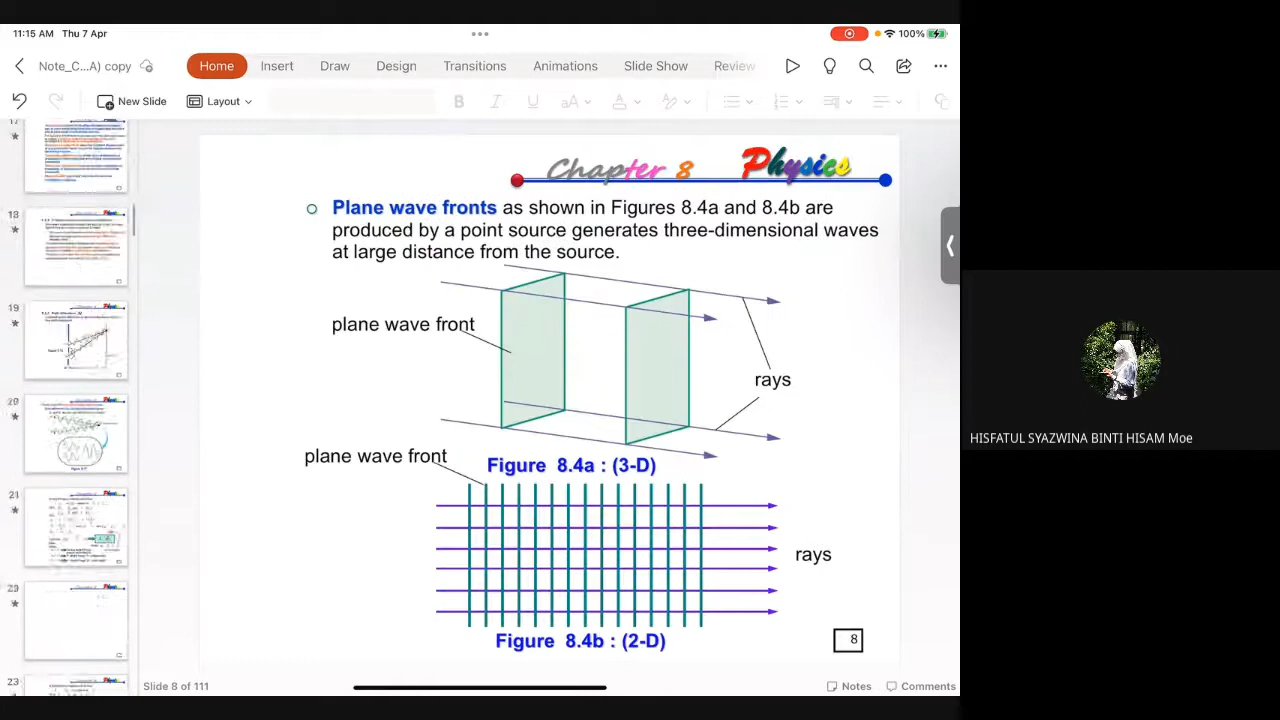 11:15 AM Thu 7 Apr
100%
Note_C...A) copy
Home Insert Draw Design Transitions Animations Slide Show Review
New Slide Layout
B I U aA A
17
18
19
20
21
23
Chapter 8 Physics
Plane wave fronts as shown in Figures 8.4a and 8.4b are
produced by a point source generates three-dimensional waves
at large distance from the source.
plane wave front
rays
plane wave front
Figure 8.4a : (3-D)
rays
Figure 8.4b : (2-D)
8
Slide 8 of 111
Notes Comments
HISFATUL SYAZWINA BINTI HISAM Moe